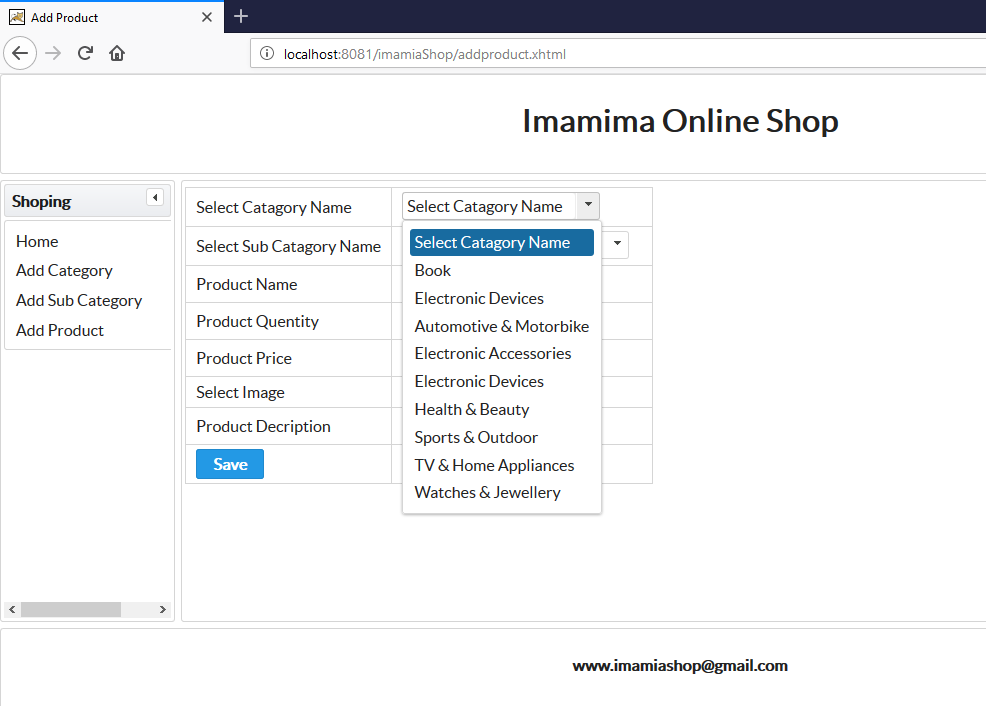 Add Product
localhost:8081/imamiaShop/addproduct.xhtml
Imamima Online Shop
Shoping
Home
Add Category
Add Sub Category
Add Product
Select Catagory Name
Select Catagory Name
Select Sub Catagory Name
Product Name
Product Quentity
Product Price
Select Image
Product Decription
Save
Select Catagory Name
Book
Electronic Devices
Automotive & Motorbike
Electronic Accessories
Electronic Devices
Health & Beauty
Sports & Outdoor
TV & Home Appliances
Watches & Jewellery
www.imamiashop@gmail.com